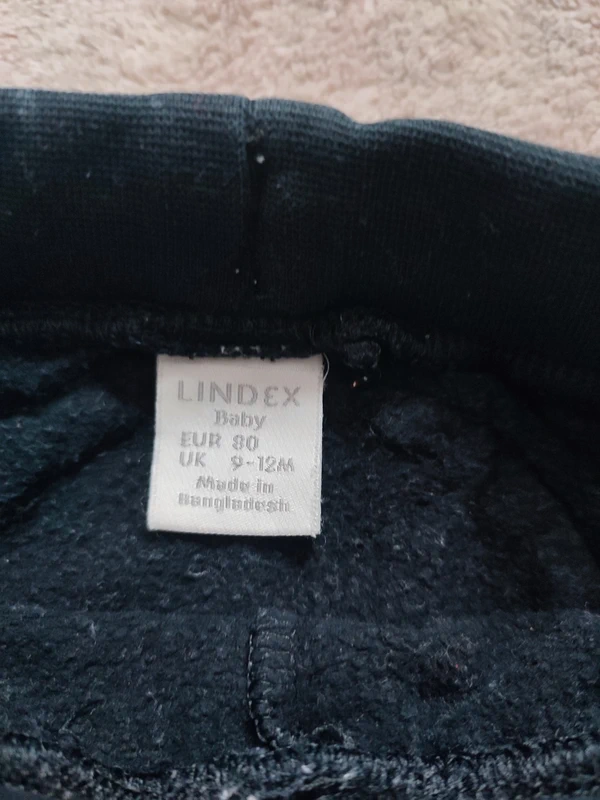 LINDEX
Baby
EUR 80
UK 9-12M
Made in
Bangladesh